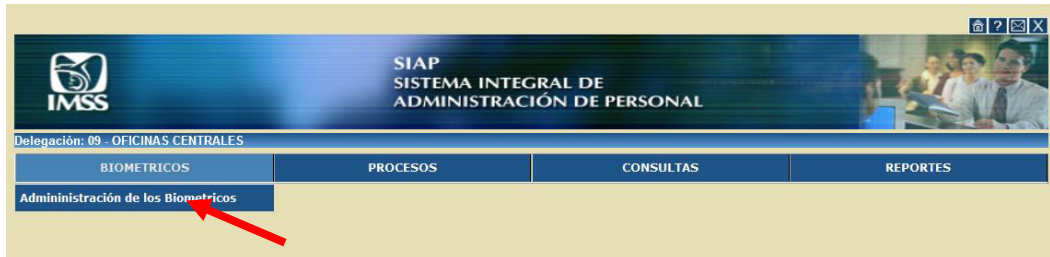 ?
X
IMSS
SIAP
SISTEMA INTEGRAL DE
ADMINISTRACIÓN DE PERSONAL
Delegación: 09 - OFICINAS CENTRALES
BIOMETRICOS PROCESOS CONSULTAS REPORTES
Admininistración de los Biometricos